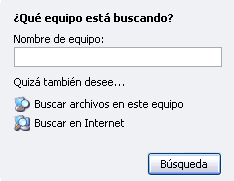 ¿Qué equipo está buscando?
Nombre de equipo:
Quizá también desee...
Buscar archivos en este equipo
Buscar en Internet
Búsqueda